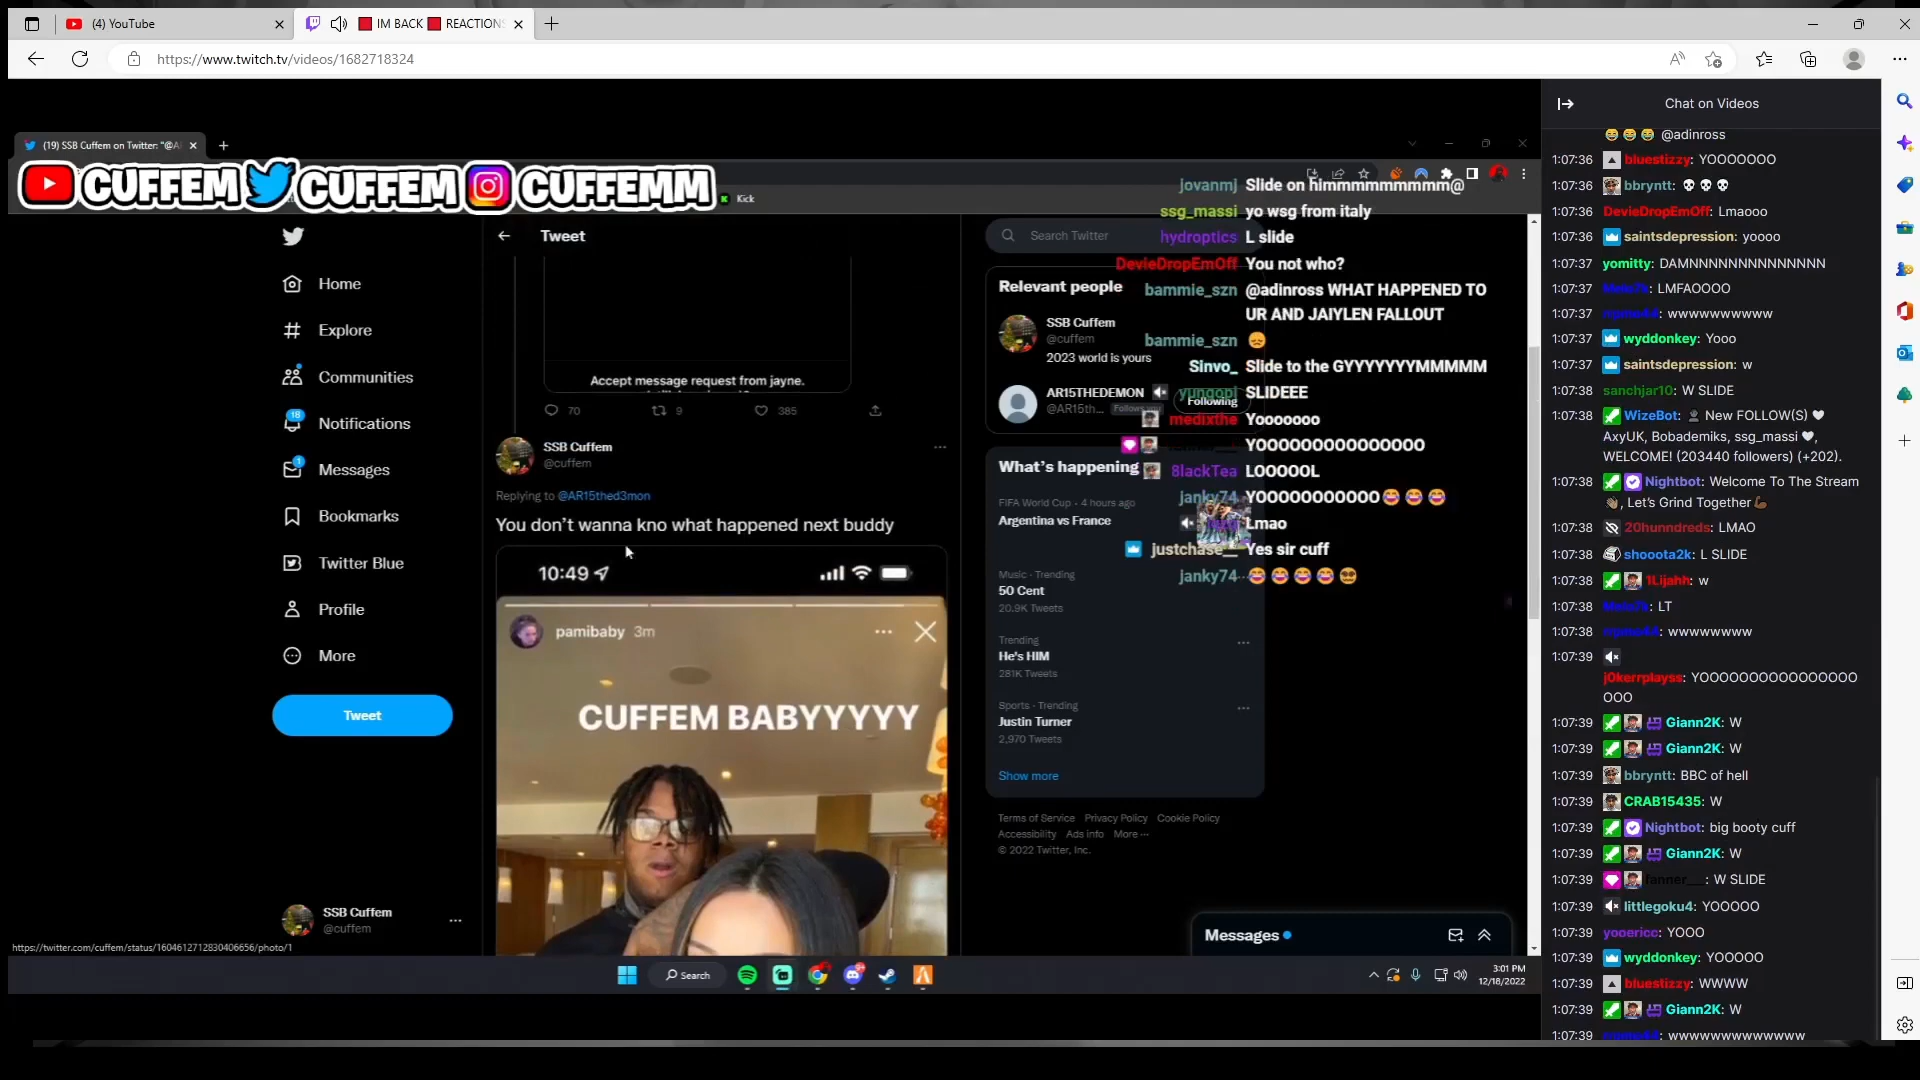 (4) YouTube
IM BACK REACTIONS
https://www.twitch.tv/videos/1682718324
(19) SSB Cuffem on Twitter: "@A
CUFFEM CUFFEM CUFFEMM
Kick
Tweet
Home
Explore
Communities
18
Notifications
1
Messages
Bookmarks
Twitter Blue
Profile
More
Tweet
SSB Cuffem
@cuffem
https://twitter.com/cuffem/status/1604612712830406656/photo/1
Accept message request from jayne.
70 9 385
SSB Cuffem
@cuffem
Replying to @AR15thed3mon
You don't wanna kno what happened next buddy
10:49
pamibaby 3m
CUFFEM BABYYYYY
Search Twitter
Relevant people
SSB Cuffem
@cuffem
2023 world is yours
AR15THEDEMON
@AR15th... Follows you
Following
What's happening
FIFA World Cup · 4 hours ago
Argentina vs France
Music · Trending
50 Cent
20.9K Tweets
Trending
He's HIM
281K Tweets
Sports · Trending
Justin Turner
2,970 Tweets
Show more
Terms of Service Privacy Policy Cookie Policy
Accessibility Ads info More ···
© 2022 Twitter, Inc.
Messages
jovanmj Slide on himmmmmmmmm@
ssg_massi yo wsg from italy
hydroptics L slide
DevieDropEmOff You not who?
bammie_szn @adinross WHAT HAPPENED TO
UR AND JAIYLEN FALLOUT
bammie_szn
Sinvo_ Slide to the GYYYYYYYMMMMM
yungopi SLIDEEE
medixthe Yooooooo
YOOOOOOOOOOOOOOO
8lackTea LOOOOOL
janky74 YOOOOOOOOOOO
Lmao
justchase__ Yes sir cuff
janky74
Search
3:01 PM
12/18/2022
Chat on Videos
@adinross
1:07:36 bluestizzy: YOOOOOOO
1:07:36 bbryntt:
1:07:36 DevieDropEmOff: Lmaooo
1:07:36 saintsdepression: yoooo
1:07:37 yomitty: DAMNNNNNNNNNNNNNN
1:07:37 LMFAOOOO
1:07:37 wwwwwwwwww
1:07:37 wyddonkey: Yooo
1:07:37 saintsdepression: w
1:07:38 sanchjar10: W SLIDE
1:07:38 WizeBot: New FOLLOW(S)
AxyUK, Bobademiks, ssg_massi ,
WELCOME! (203440 followers) (+202).
1:07:38 Nightbot: Welcome To The Stream
, Let's Grind Together
1:07:38 20hunndreds: LMAO
1:07:38 shooota2k: L SLIDE
1:07:38 1Lijahh: w
1:07:38 LT
1:07:38 wwwwwwww
1:07:39
j0kerrplayss: YOOOOOOOOOOOOOOOO
OOO
1:07:39 Giann2K: W
1:07:39 Giann2K: W
1:07:39 bbryntt: BBC of hell
1:07:39 CRAB15435: W
1:07:39 Nightbot: big booty cuff
1:07:39 Giann2K: W
1:07:39 fanner___: W SLIDE
1:07:39 littlegoku4: YOOOOO
1:07:39 yooericc: YOOO
1:07:39 wyddonkey: YOOOOO
1:07:39 bluestizzy: WWWW
1:07:39 Giann2K: W
1:07:39 wwwwwwwwwwwww